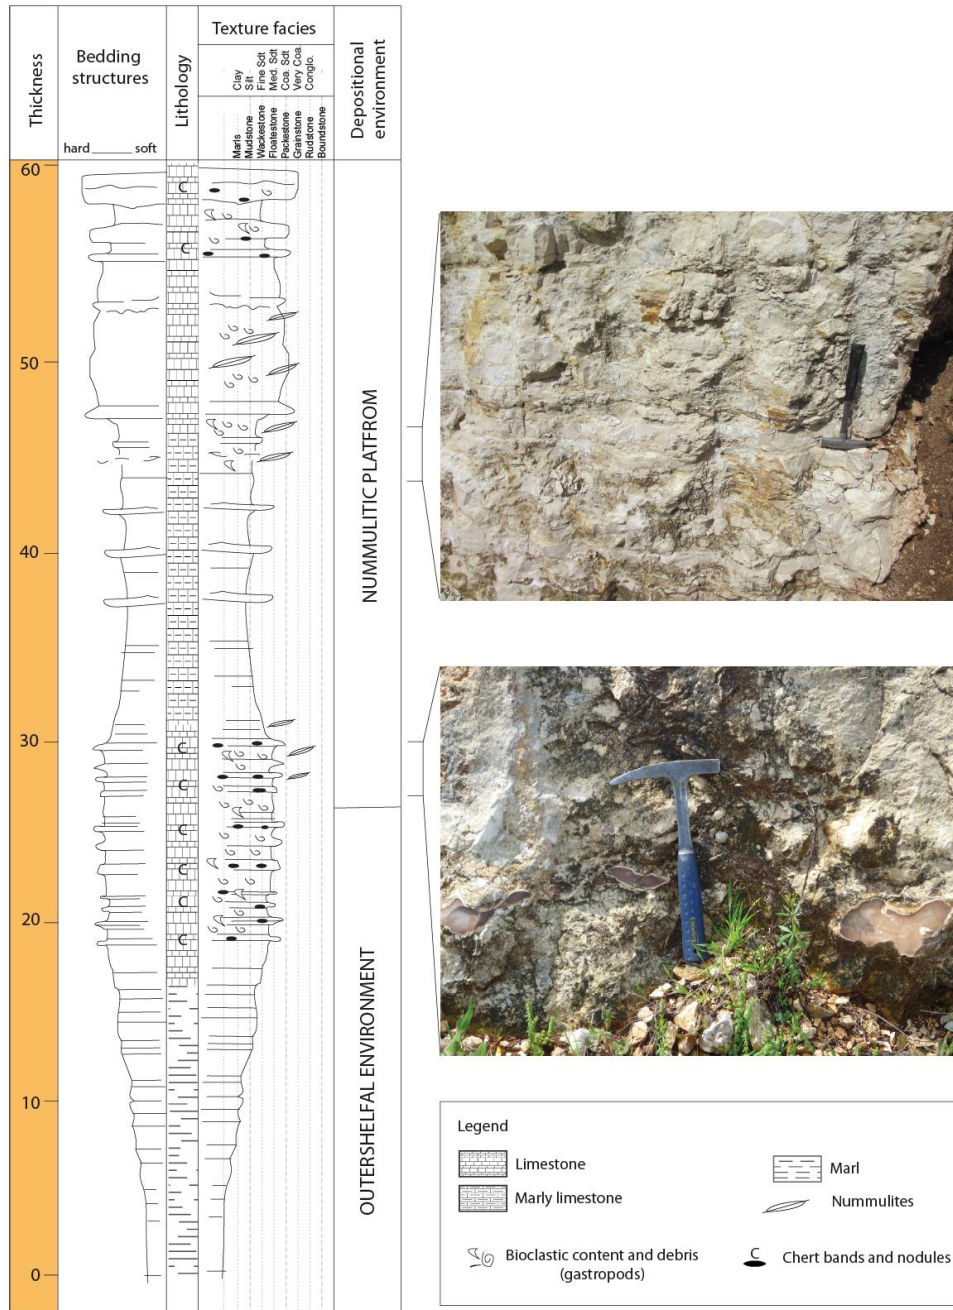 Thickness
Bedding
structures
hard ______ soft
Lithology
Texture facies
Clay
Silt
Fine Sdt
Med. Sdt
Coa. Sdt
Very Coa.
Conglo.
Marls
Mudstone
Wackestone
Floatestone
Packestone
Grainstone
Rudstone
Boundstone
Depositional
environment
60
50
40
30
20
10
0
C
C
C
C
C
C
C
C
NUMMULITIC PLATFROM
OUTERSHELFAL ENVIRONMENT
Legend
Limestone
Marl
Marly limestone
Nummulites
Bioclastic content and debris
(gastropods)
C
Chert bands and nodules